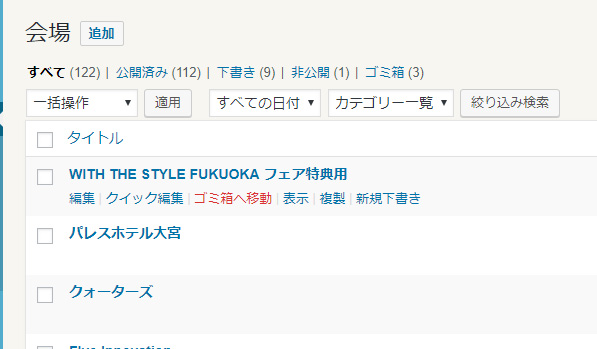 会場 追加
すべて (122) | 公開済み (112) | 下書き (9) | 非公開 (1) | ゴミ箱 (3)
一括操作 適用 すべての日付 カテゴリー一覧 絞り込み検索
タイトル
WITH THE STYLE FUKUOKA フェア特典用
編集 | クイック編集 | ゴミ箱へ移動 | 表示 | 複製 | 新規下書き
パレスホテル大宮
クォーターズ